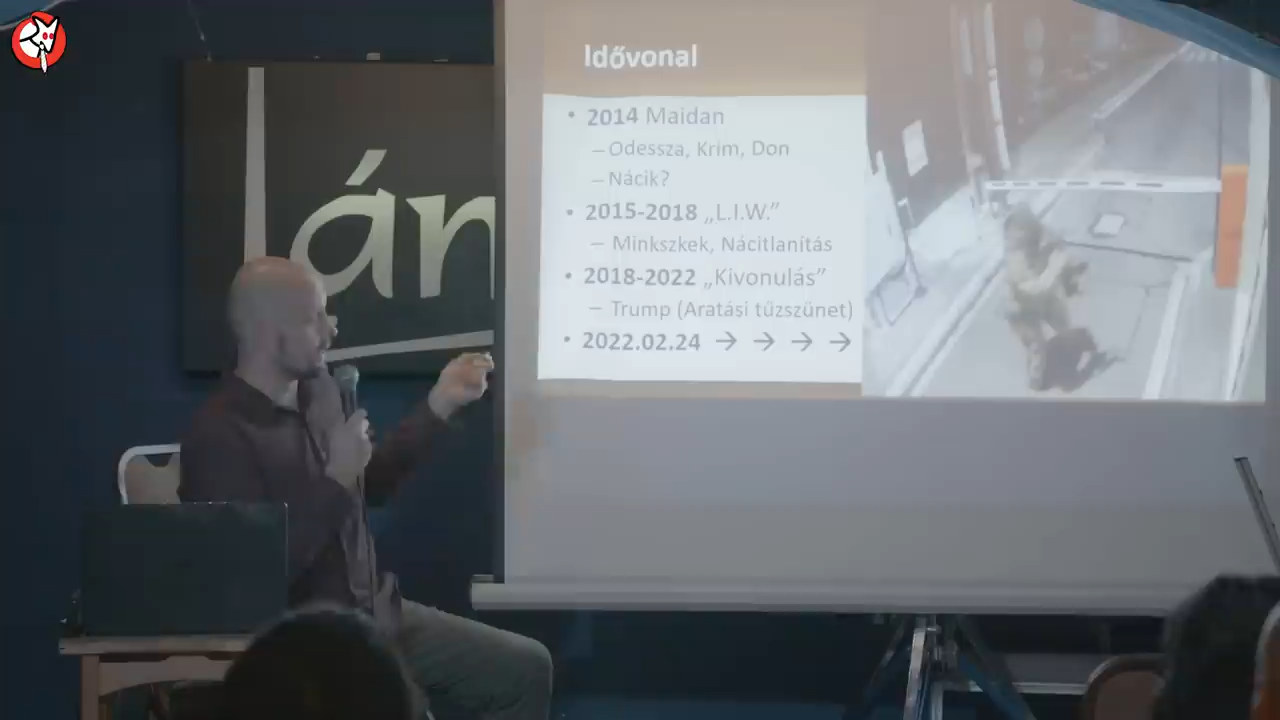 Idővonal
• 2014 Maidan
– Odessza, Krim, Don
– Nácik?
• 2015-2018 „L.I.W.”
– Minkszkek, Nácitlanítás
• 2018-2022 „Kivonulás”
– Trump (Aratási tűzszünet)
• 2022.02.24 → → → →
lán